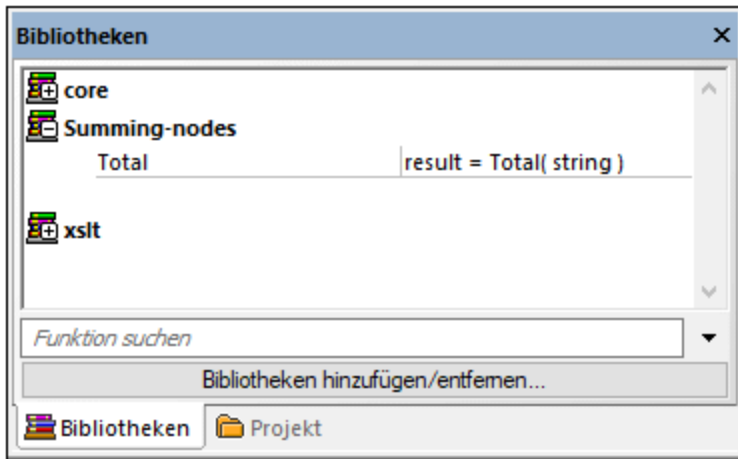 Bibliotheken
core
Summing-nodes
Total result = Total( string )
xslt
Funktion suchen
Bibliotheken hinzufügen/entfernen...
Bibliotheken Projekt